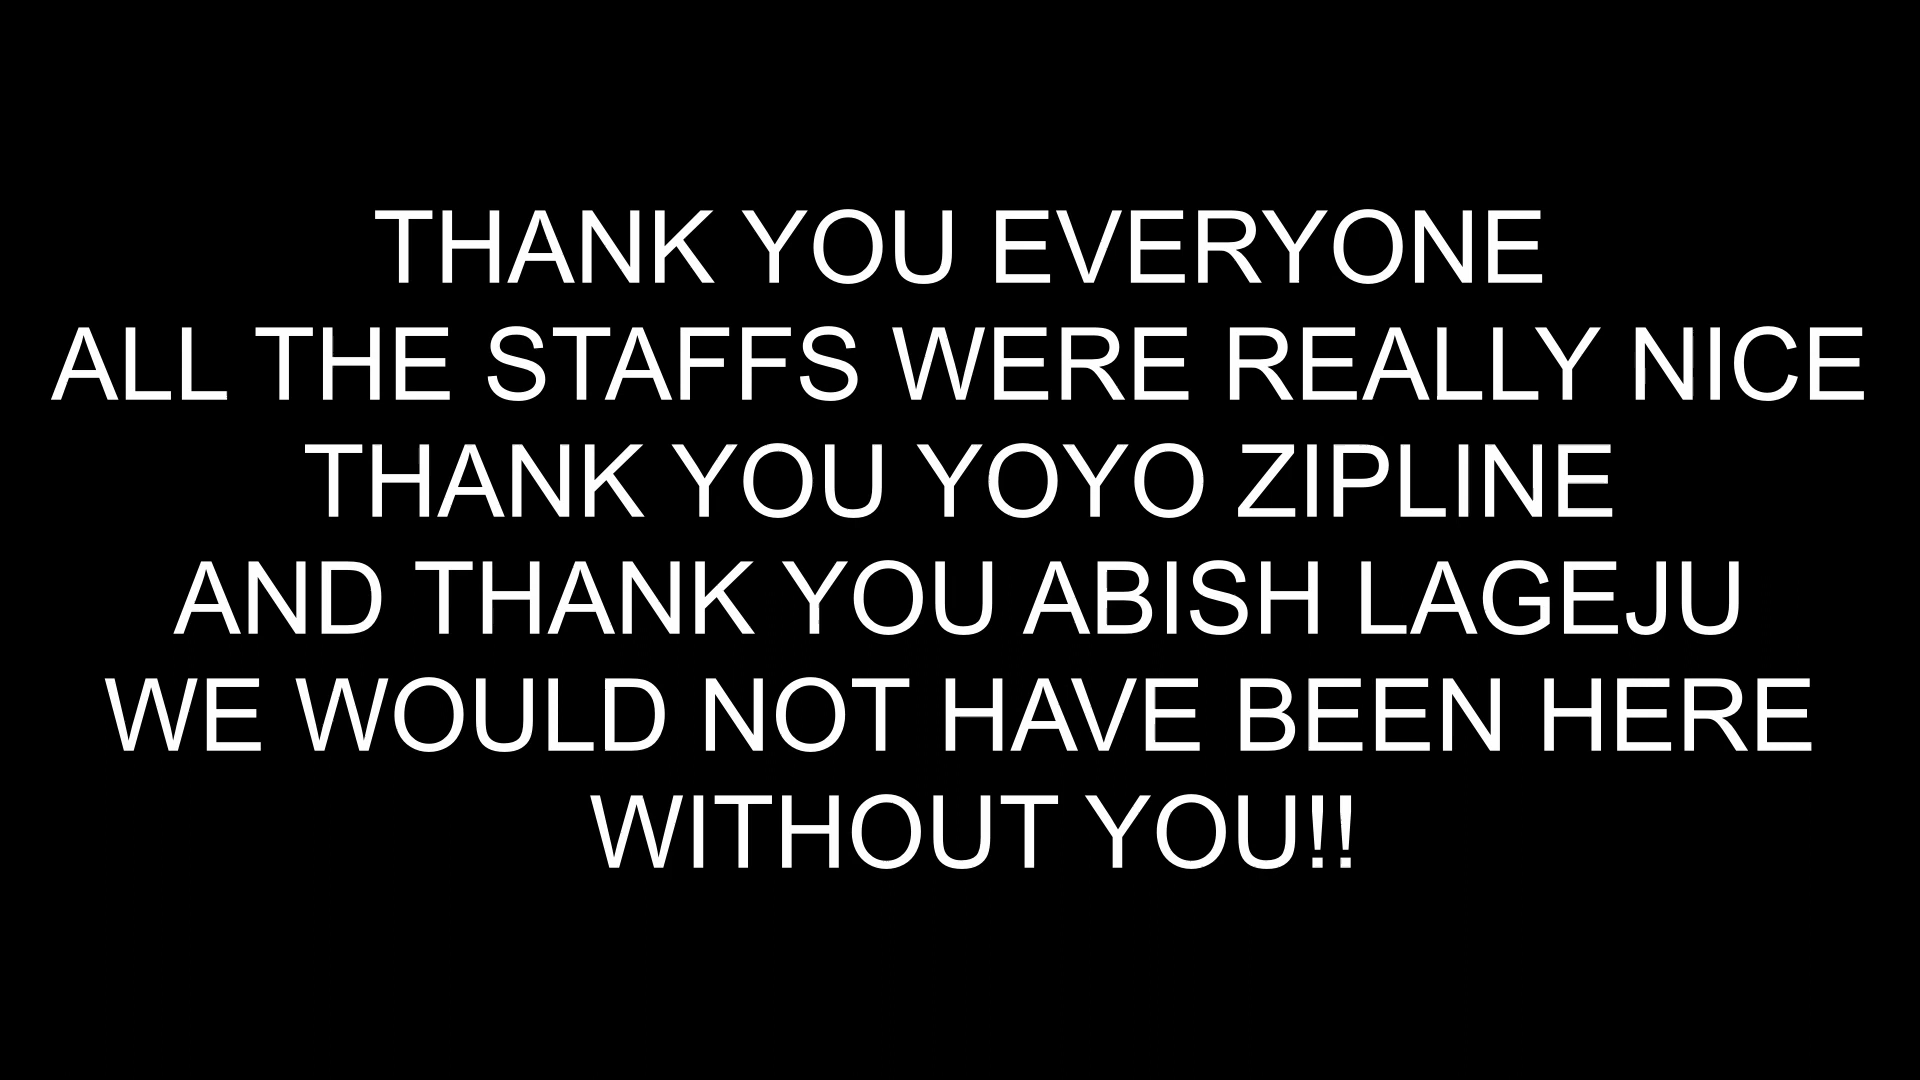 THANK YOU EVERYONE
ALL THE STAFFS WERE REALLY NICE
THANK YOU YOYO ZIPLINE
AND THANK YOU ABISH LAGEJU
WE WOULD NOT HAVE BEEN HERE
WITHOUT YOU!!